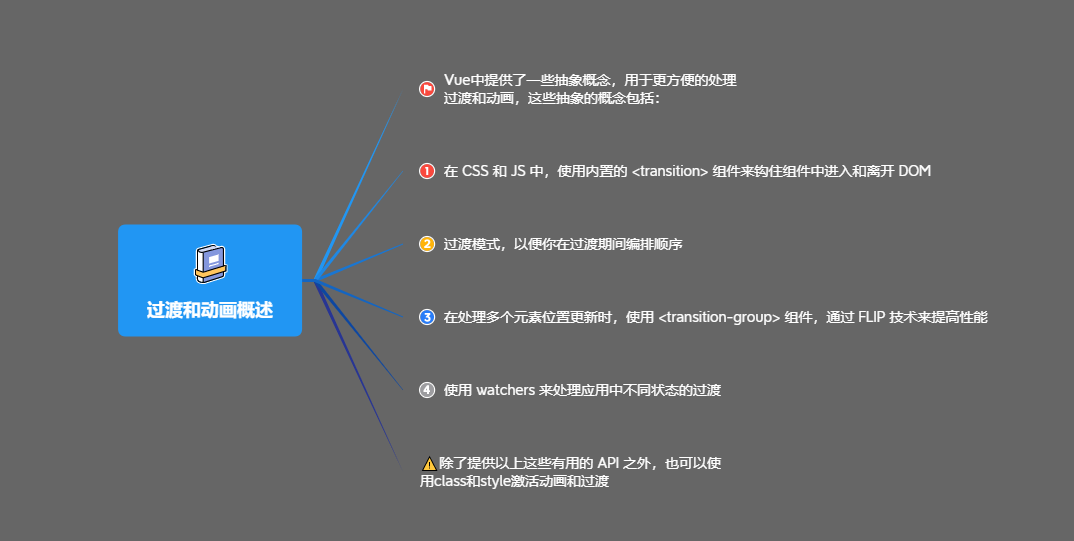 过渡和动画概述
Vue中提供了一些抽象概念，用于更方便的处理
过渡和动画，这些抽象的概念包括：
1 在 CSS 和 JS 中，使用内置的 <transition> 组件来钩住组件中进入和离开 DOM
2 过渡模式，以便你在过渡期间编排顺序
3 在处理多个元素位置更新时，使用 <transition-group> 组件，通过 FLIP 技术来提高性能
4 使用 watchers 来处理应用中不同状态的过渡
除了提供以上这些有用的 API 之外，也可以使
用class和style激活动画和过渡